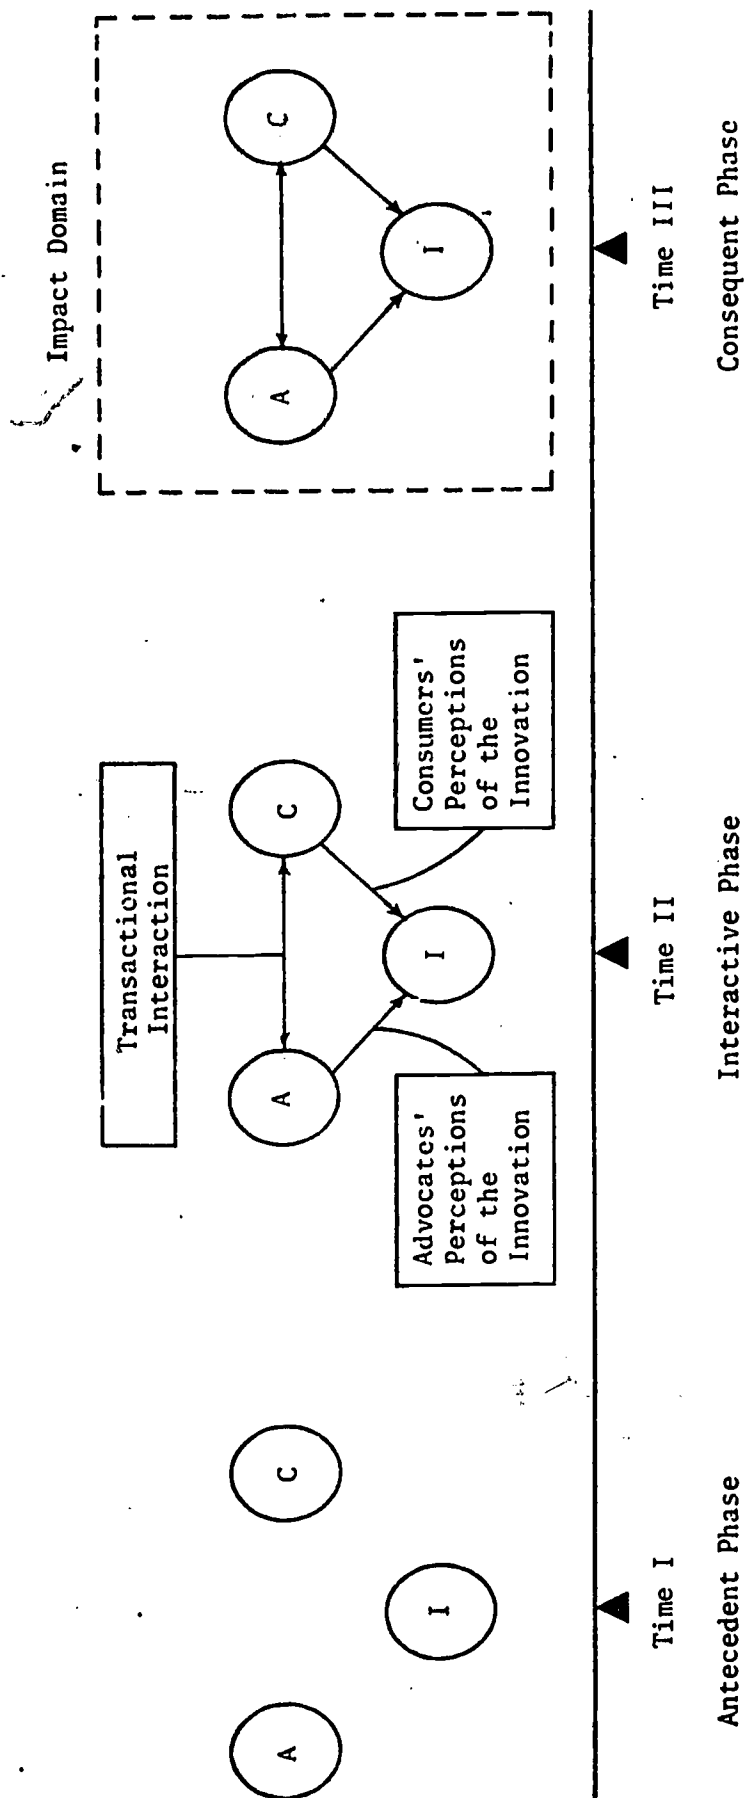 Impact Domain
Transactional
Interaction
A
C
I
A
C
I
A
C
I
Advocates'
Perceptions
of the
Innovation
Consumers'
Perceptions
of the
Innovation
Time I
Time II
Time III
Antecedent Phase
Interactive Phase
Consequent Phase